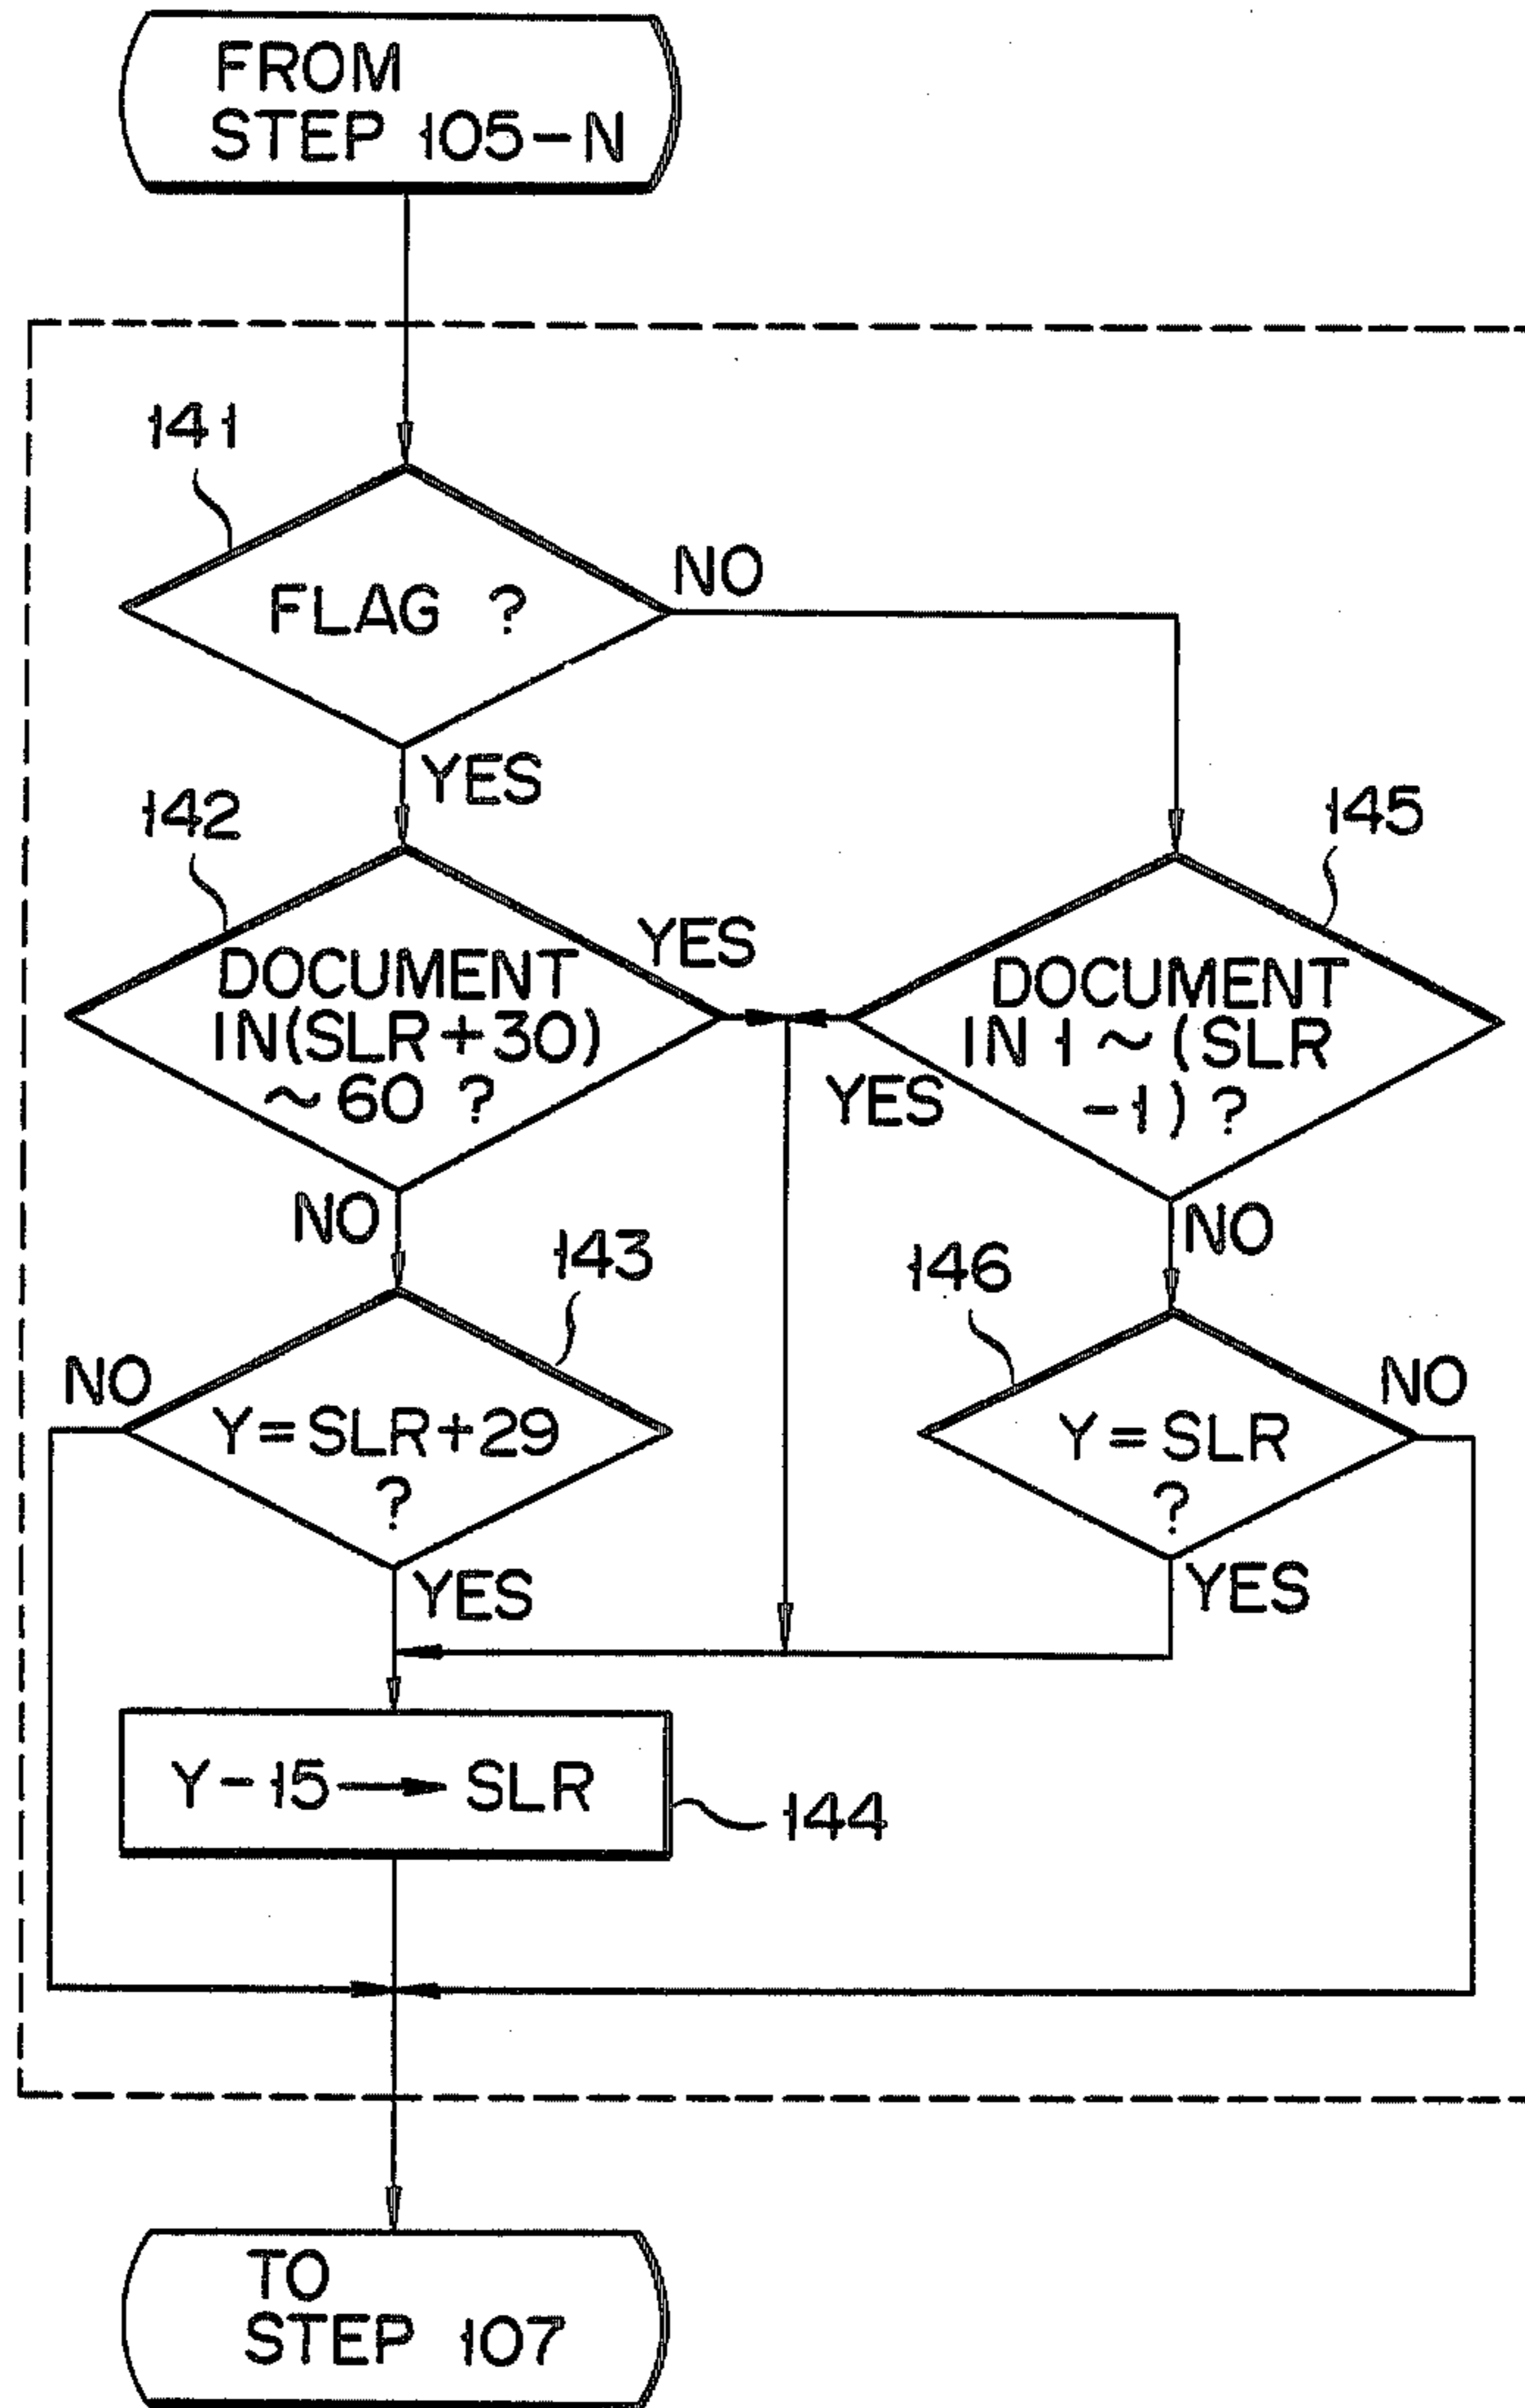 FROM
STEP 105-N
141
FLAG ?
NO
YES
142
145
YES
DOCUMENT
IN(SLR+30)
~60 ?
DOCUMENT
IN 1~(SLR
-1) ?
YES
NO
NO
143
146
NO
Y=SLR+29
?
NO
Y=SLR
?
YES
YES
Y-15→SLR
144
TO
STEP 107